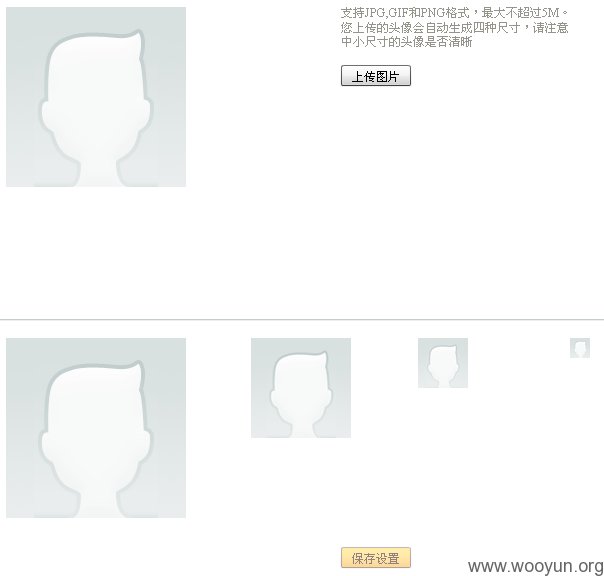 支持JPG,GIF和PNG格式，最大不超过5M。
您上传的头像会自动生成四种尺寸，请注意
中小尺寸的头像是否清晰
上传图片
保存设置
www.wooyun.org